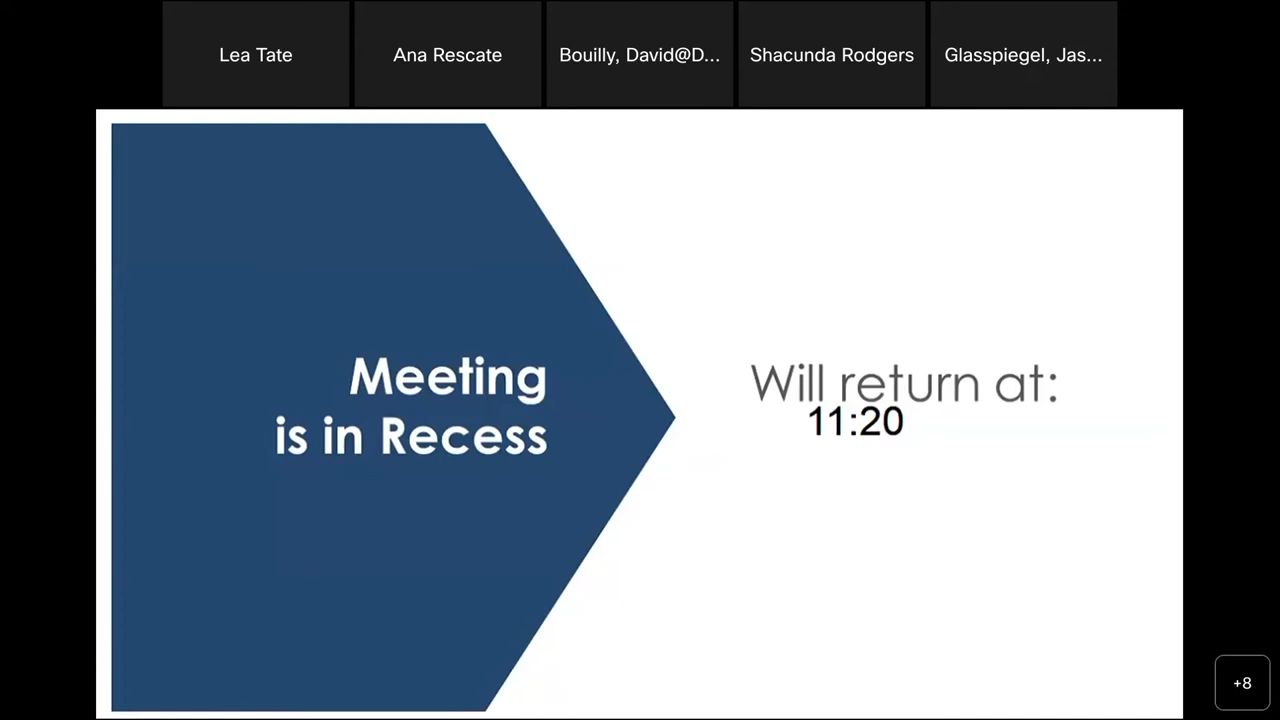 Lea Tate
Ana Rescate
Bouilly, David@D...
Shacunda Rodgers
Glasspiegel, Jas...
Meeting
is in Recess
Will return at:
11:20
+8